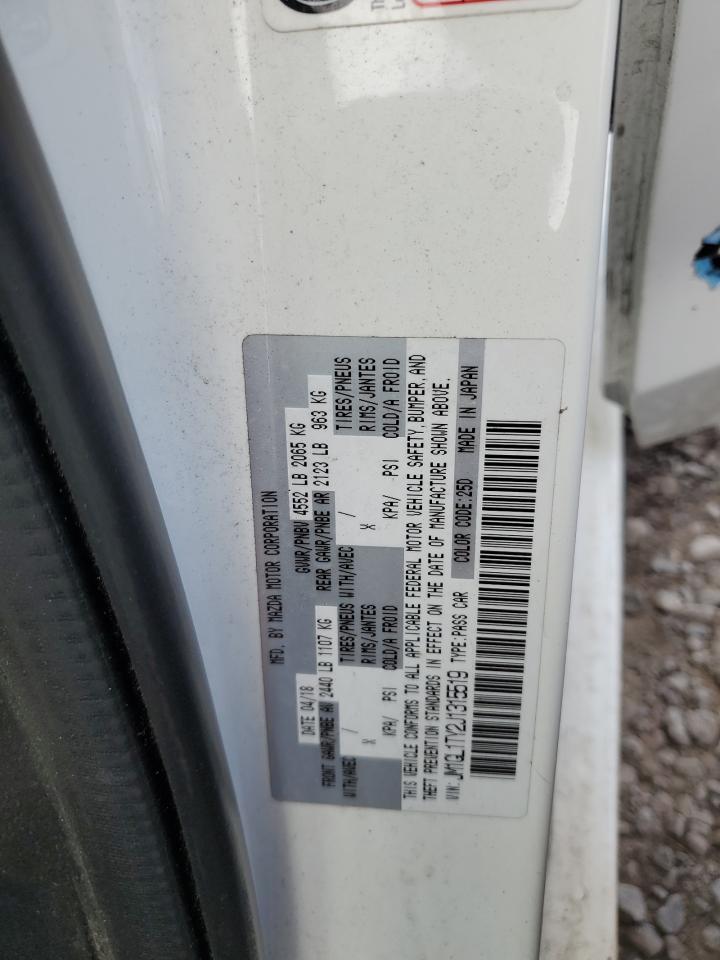 MFD. BY MAZDA MOTOR CORPORATION
DATE 04/18 GVWR/PNBV 4552 LB 2065 KG
FRONT GAWR/PNBE AV 2440 LB 1107 KG REAR GAWR/PNBE AR 2123 LB 963 KG
WITH/AVEC / TIRES/PNEUS WITH/AVEC / TIRES/PNEUS
X RIMS/JANTES X RIMS/JANTES
KPA/ PSI COLD/A FROID KPA/ PSI COLD/A FROID
THIS VEHICLE CONFORMS TO ALL APPLICABLE FEDERAL MOTOR VEHICLE SAFETY,BUMPER,AND
THEFT PREVENTION STANDARDS IN EFFECT ON THE DATE OF MANUFACTURE SHOWN ABOVE.
VIN:JM1GL1TY2J1315519 TYPE:PASS CAR COLOR CODE:25D MADE IN JAPAN